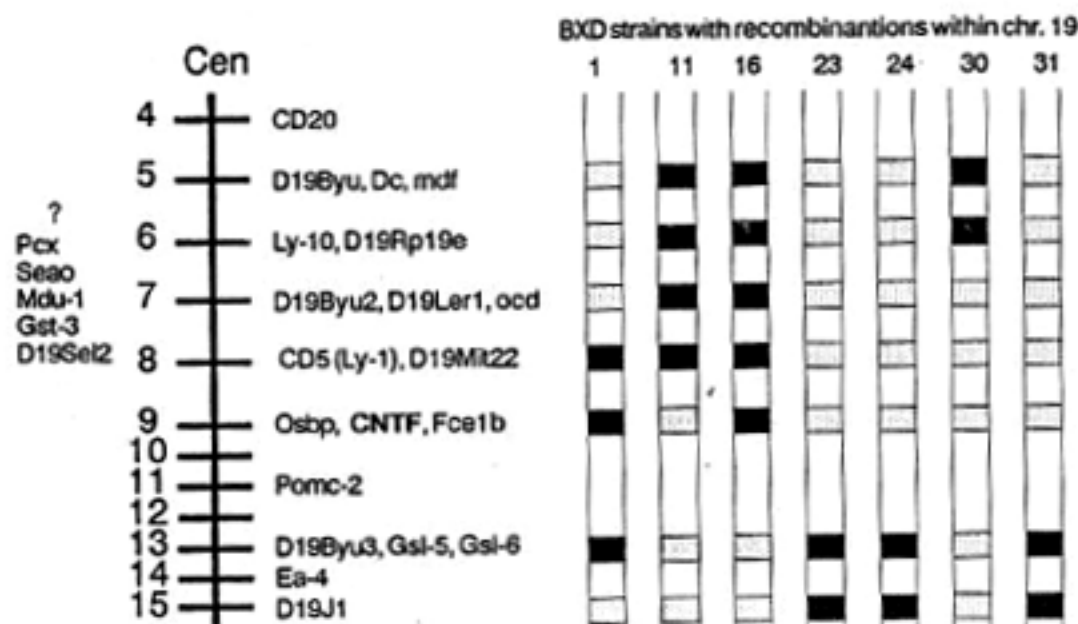 BXD strains with recombinantions within chr. 19
Cen
1 11 16 23 24 30 31
4 CD20
5 D19Byu, Dc, mdf
?
6 Ly-10, D19Rp19e
Pcx
Seao
Mdu-1
7 D19Byu2, D19Ler1, ocd
Gst-3
D19Sel2
8 CD5 (Ly-1), D19Mit22
9 Osbp, CNTF, Fce1b
10
11 Pomc-2
12
13 D19Byu3, Gsl-5, Gsl-6
14 Ea-4
15 D19J1